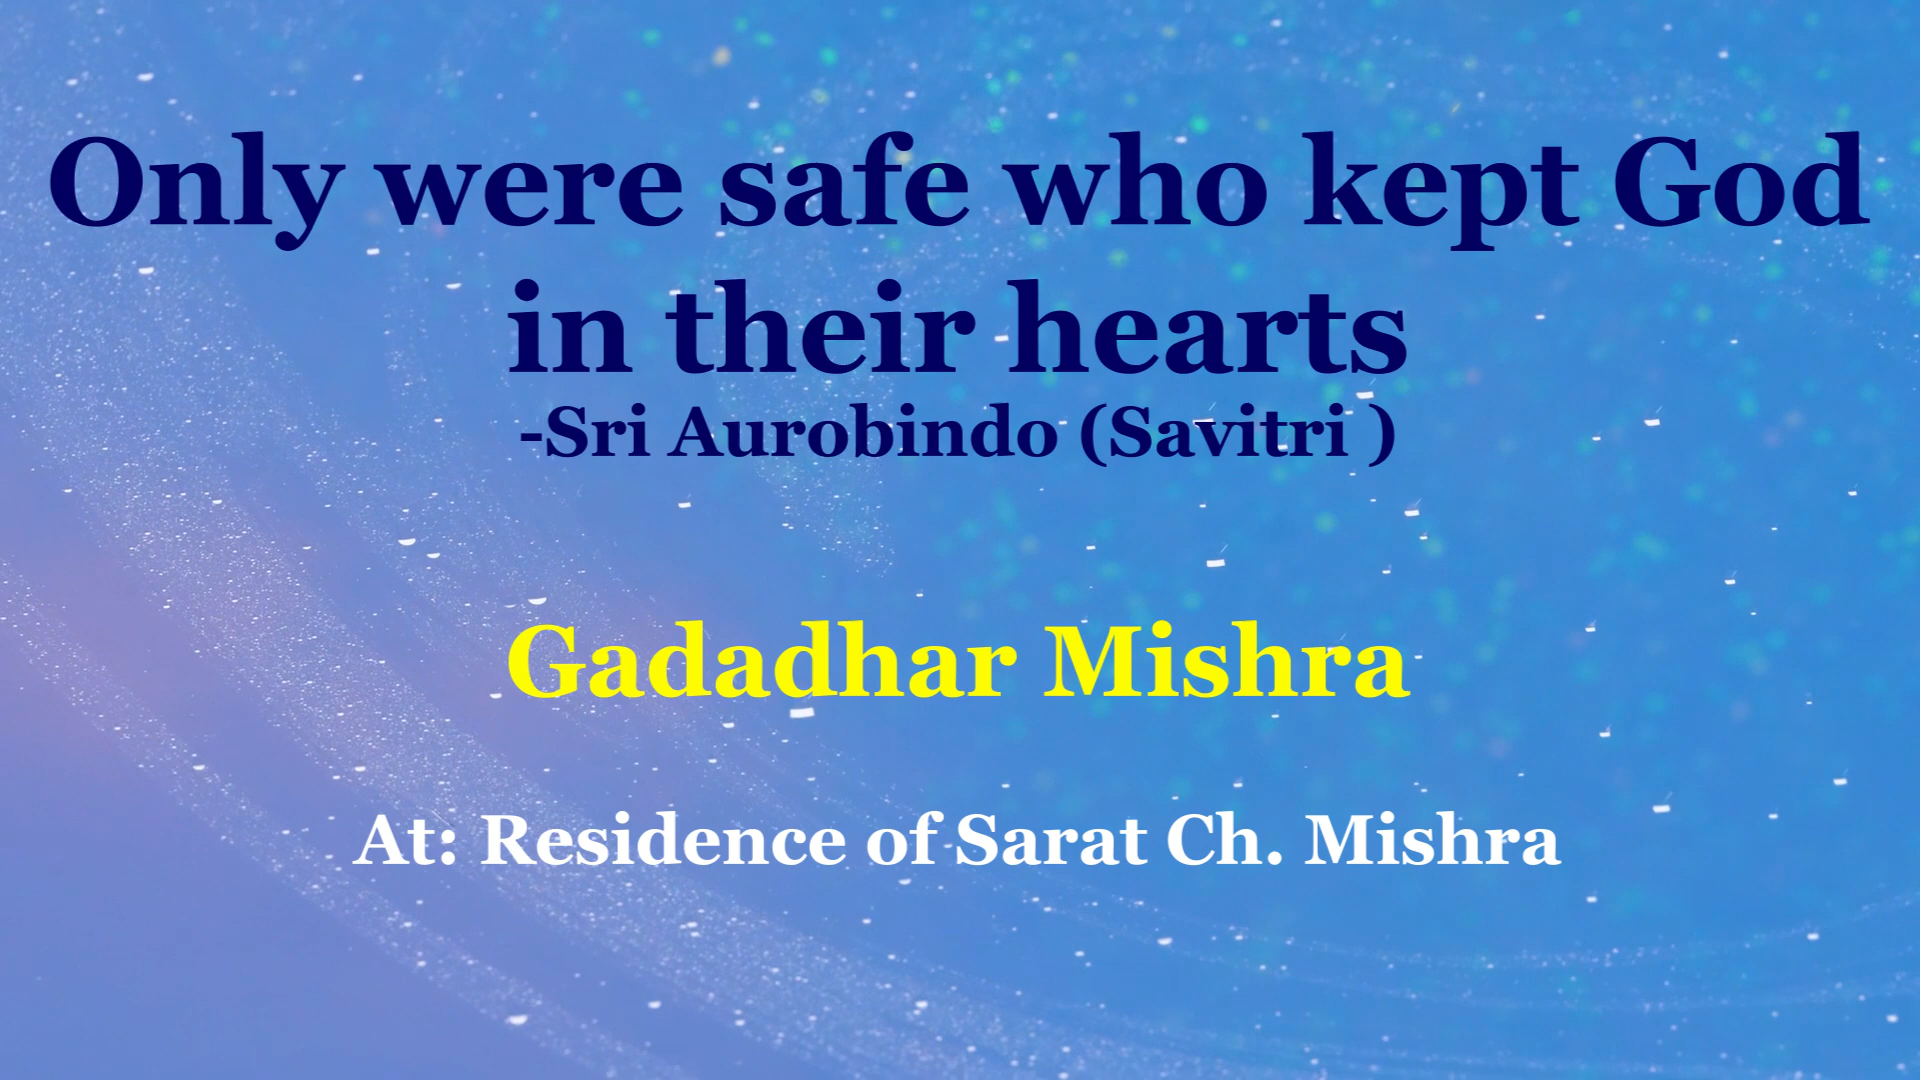 Only were safe who kept God
in their hearts
-Sri Aurobindo (Savitri )
Gadadhar Mishra
At: Residence of Sarat Ch. Mishra